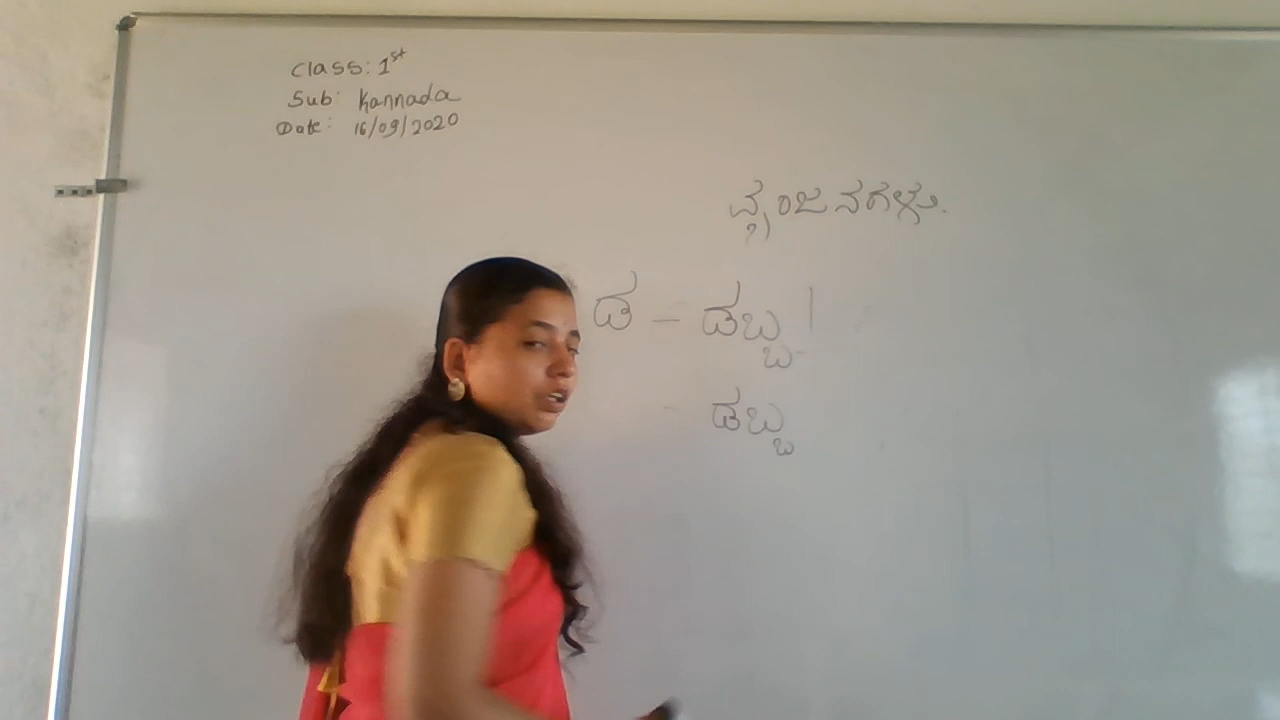 Class: 1st
Sub: Kannada
Date: 16/09/2020
ವ್ಯಂಜನಗಳು.
ಡ - ಡಬ್ಬ
ಡಬ್ಬ